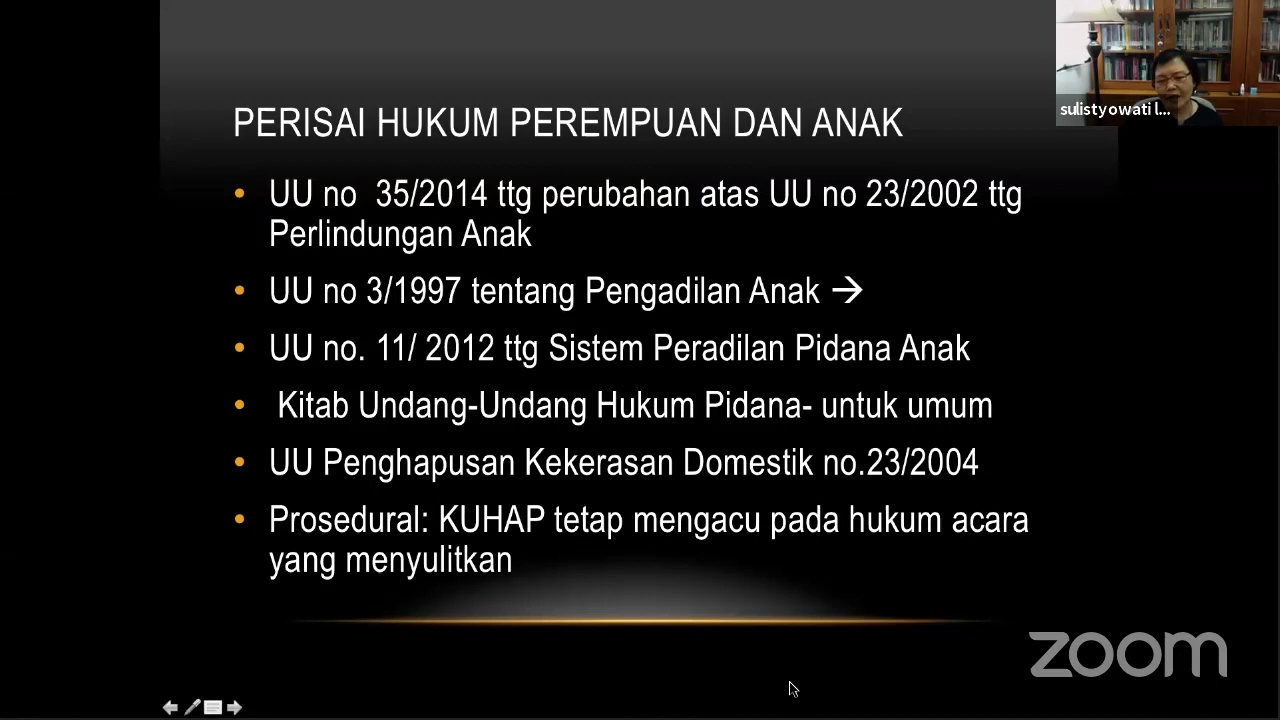 PERISAI HUKUM PEREMPUAN DAN ANAK
• UU no 35/2014 ttg perubahan atas UU no 23/2002 ttg
Perlindungan Anak
• UU no 3/1997 tentang Pengadilan Anak →
• UU no. 11/ 2012 ttg Sistem Peradilan Pidana Anak
• Kitab Undang-Undang Hukum Pidana- untuk umum
• UU Penghapusan Kekerasan Domestik no.23/2004
• Prosedural: KUHAP tetap mengacu pada hukum acara
yang menyulitkan
sulistyowati l...
zoom